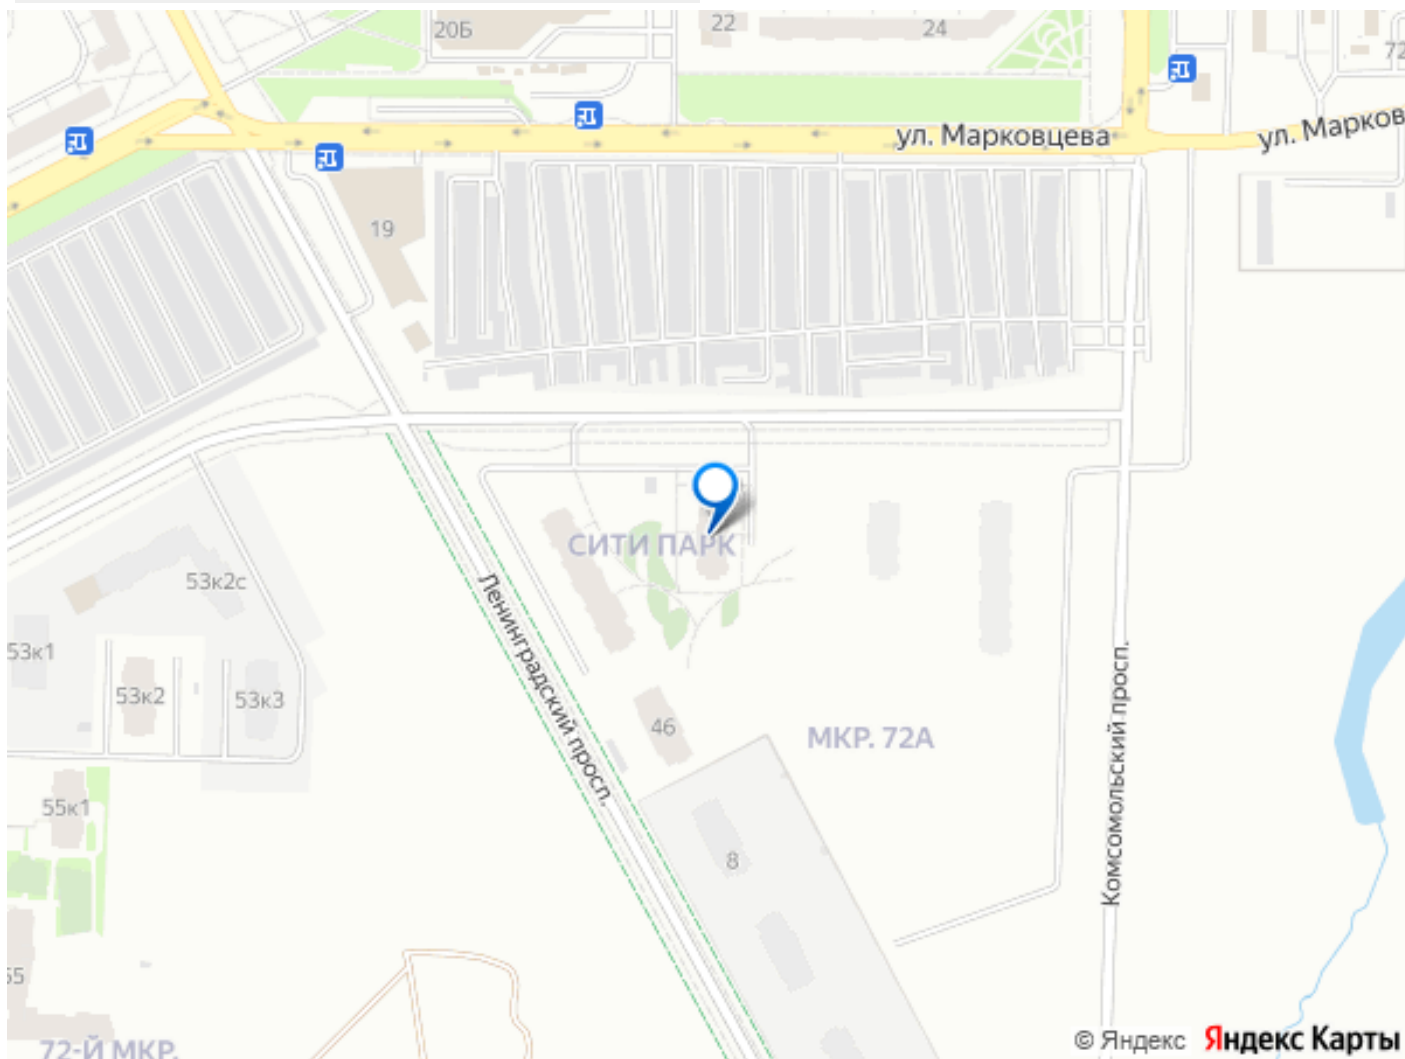 20Б
22
24
72
ул. Марковцева
ул. Марков
19
СИТИ ПАРК
53к2с
53к1
53к2
53к3
Ленинградский просп.
46
МКР. 72А
Комсомольский просп.
55к1
8
55
72-Й МКР.
© Яндекс Яндекс Карты